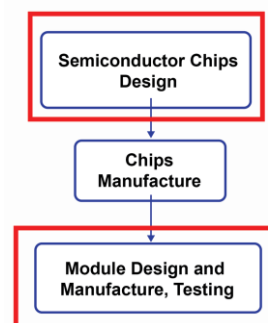 Semiconductor Chips
Design
Chips
Manufacture
Module Design and
Manufacture, Testing